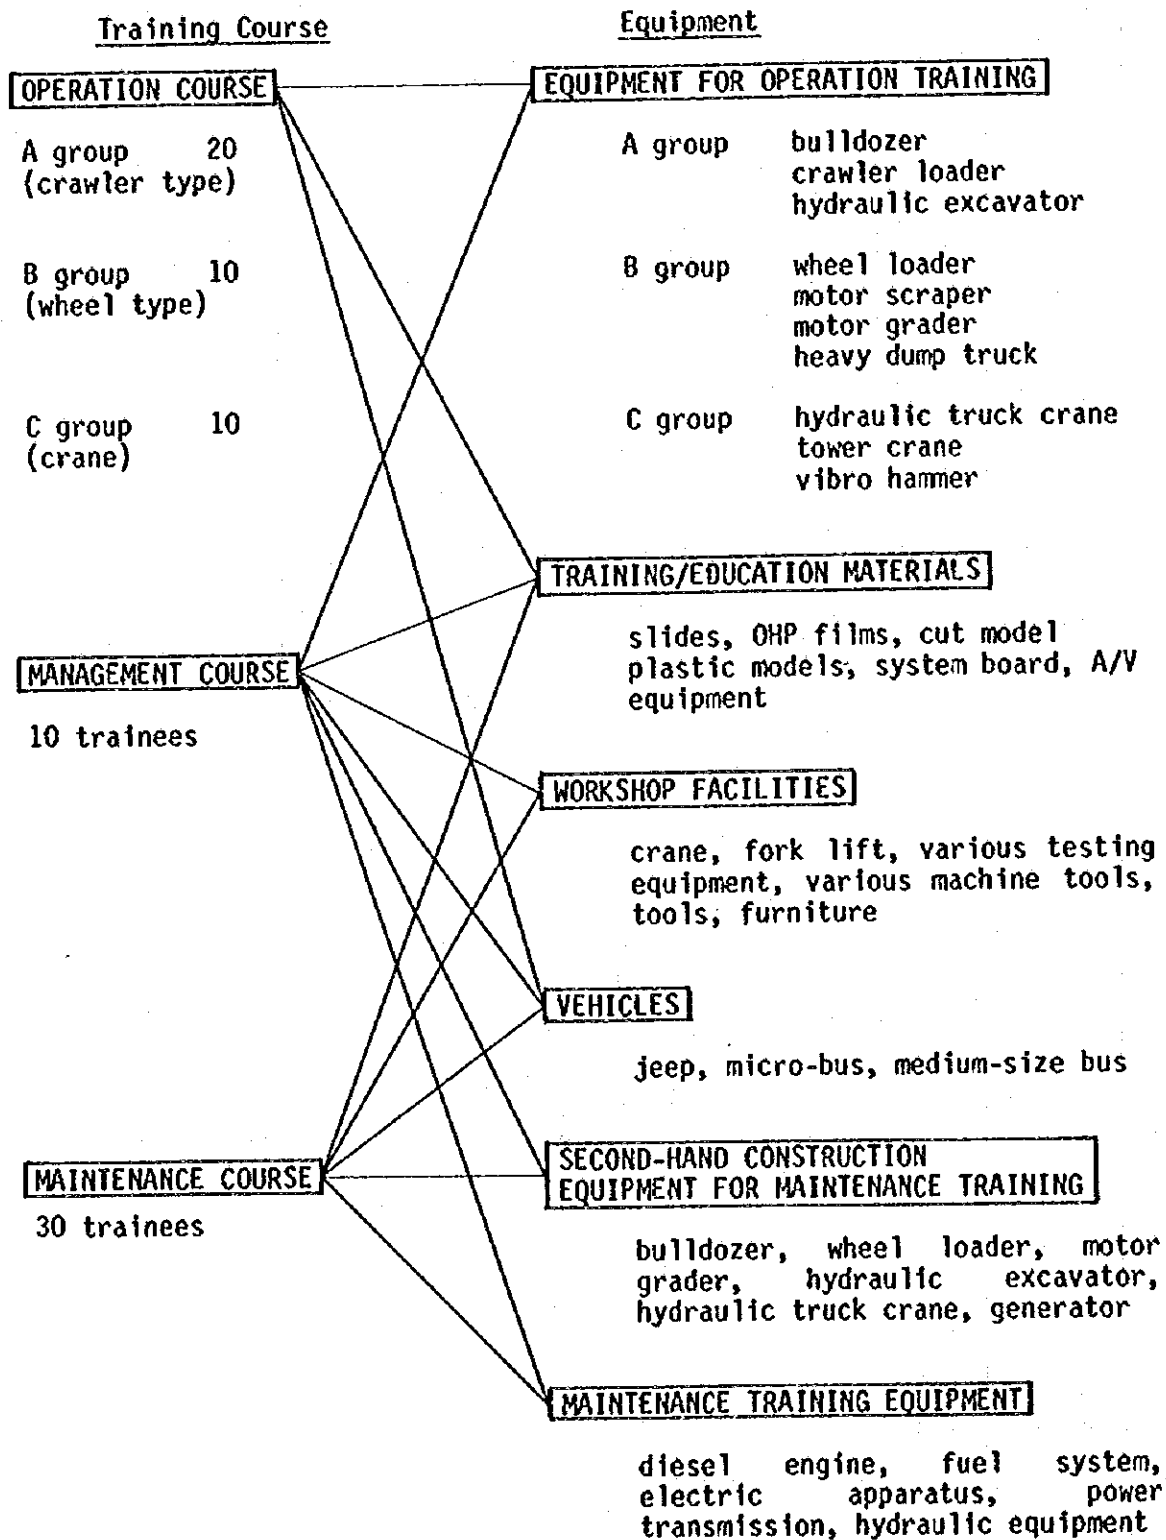 Training Course
Equipment
OPERATION COURSE
EQUIPMENT FOR OPERATION TRAINING
A group 20
(crawler type)
A group bulldozer
crawler loader
hydraulic excavator
B group 10
(wheel type)
B group wheel loader
motor scraper
motor grader
heavy dump truck
C group 10
(crane)
C group hydraulic truck crane
tower crane
vibro hammer
TRAINING/EDUCATION MATERIALS
slides, OHP films, cut model
plastic models, system board, A/V
equipment
MANAGEMENT COURSE
10 trainees
WORKSHOP FACILITIES
crane, fork lift, various testing
equipment, various machine tools,
tools, furniture
VEHICLES
jeep, micro-bus, medium-size bus
MAINTENANCE COURSE
30 trainees
SECOND-HAND CONSTRUCTION
EQUIPMENT FOR MAINTENANCE TRAINING
bulldozer, wheel loader, motor
grader, hydraulic excavator,
hydraulic truck crane, generator
MAINTENANCE TRAINING EQUIPMENT
diesel engine, fuel system,
electric apparatus, power
transmission, hydraulic equipment